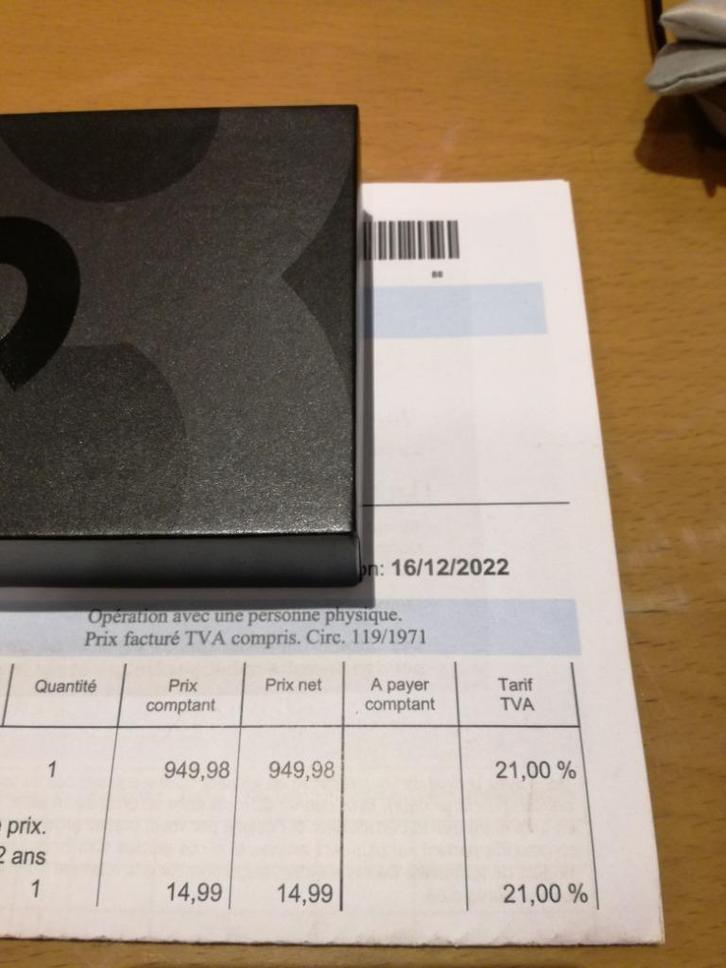 88
n: 16/12/2022
Opération avec une personne physique.
Prix facturé TVA compris. Circ. 119/1971
Quantité Prix comptant Prix net A payer comptant Tarif TVA
1 949,98 949,98 21,00 %
prix.
2 ans
1 14,99 14,99 21,00 %